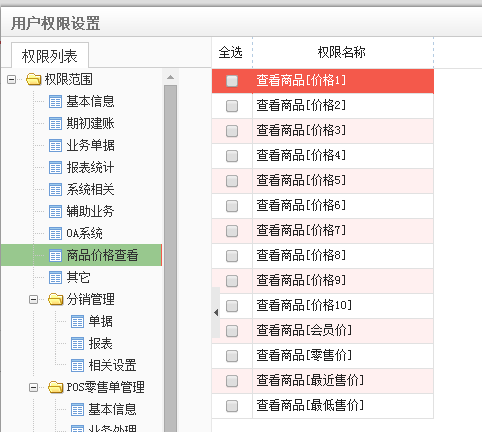 用户权限设置
权限列表
权限范围
基本信息
期初建账
业务单据
报表统计
系统相关
辅助业务
OA系统
商品价格查看
其它
分销管理
单据
报表
相关设置
POS零售单管理
基本信息
业务处理
全选 权限名称
查看商品[价格1]
查看商品[价格2]
查看商品[价格3]
查看商品[价格4]
查看商品[价格5]
查看商品[价格6]
查看商品[价格7]
查看商品[价格8]
查看商品[价格9]
查看商品[价格10]
查看商品[会员价]
查看商品[零售价]
查看商品[最近售价]
查看商品[最低售价]